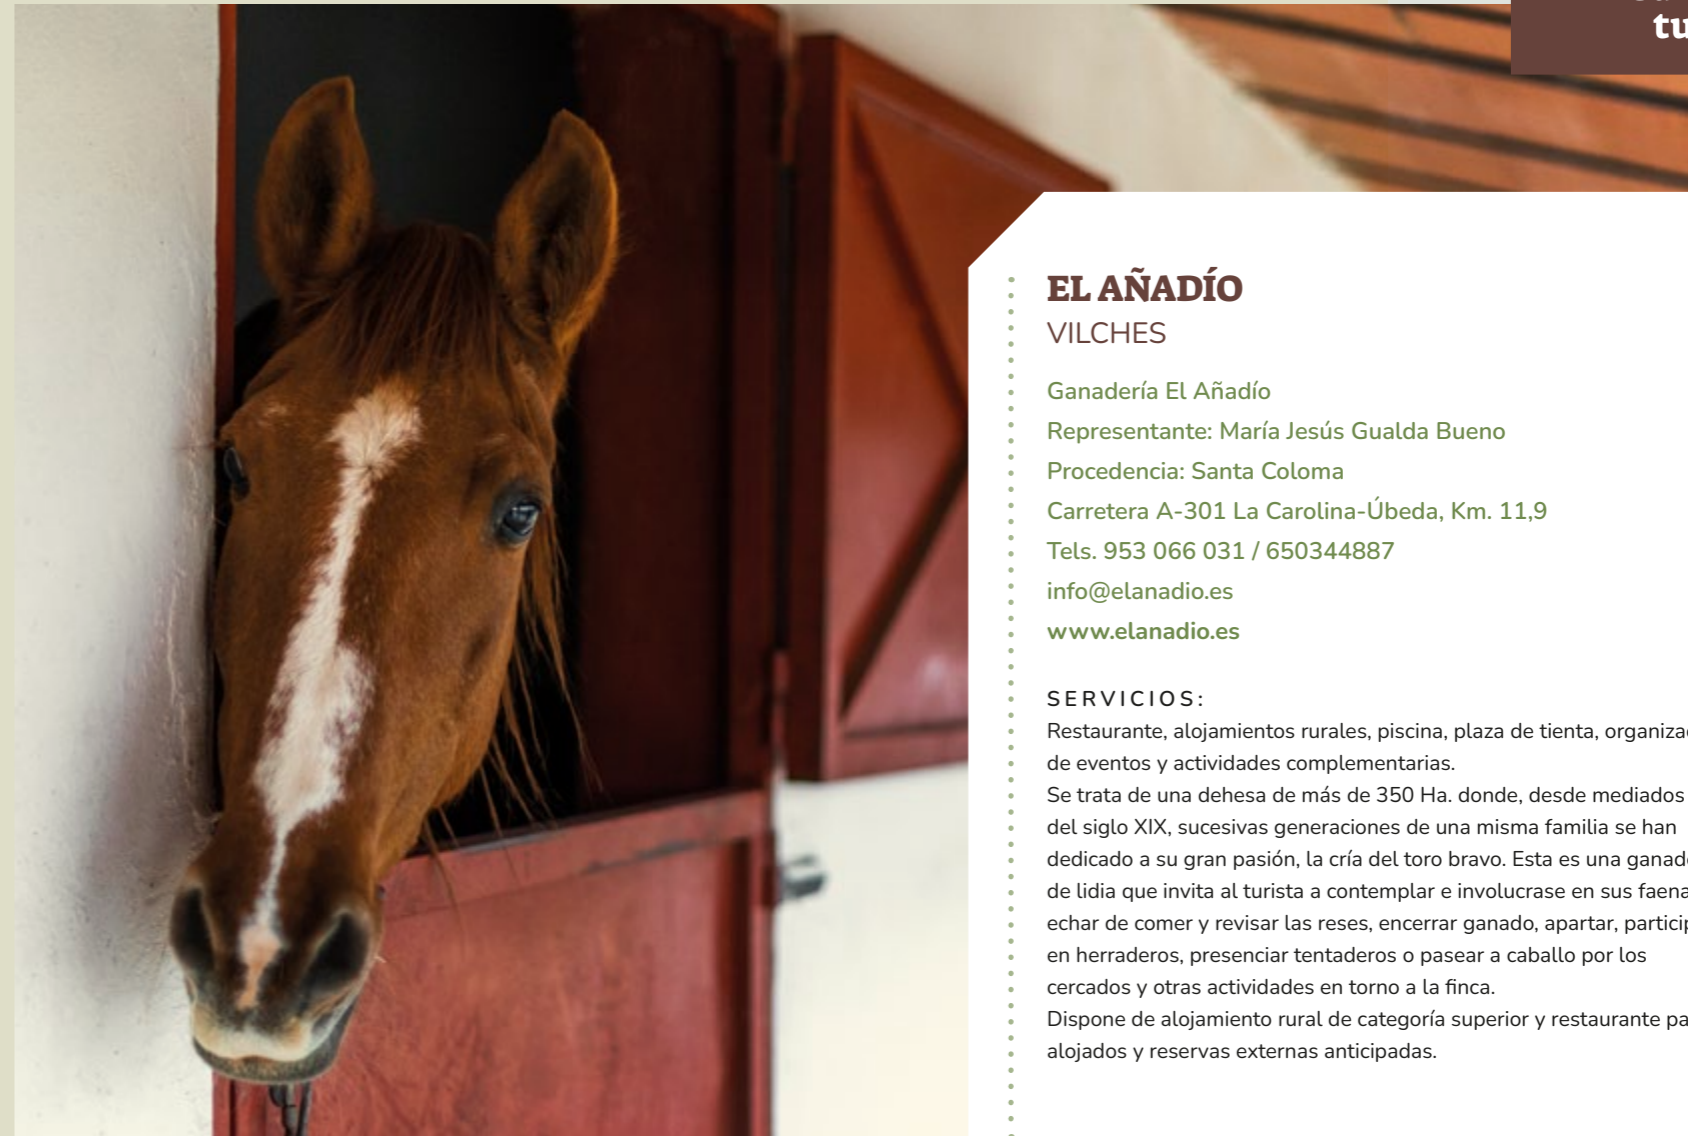 EL AÑADÍO
VILCHES
Ganadería El Añadío
Representante: María Jesús Gualda Bueno
Procedencia: Santa Coloma
Carretera A-301 La Carolina-Úbeda, Km. 11,9
Tels. 953 066 031 / 650344887
info@elanadio.es
www.elanadio.es
SERVICIOS:
Restaurante, alojamientos rurales, piscina, plaza de tienta,
de eventos y actividades complementarias.
Se trata de una dehesa de más de 350 Ha. donde, desde mediados
del siglo XIX, sucesivas generaciones de una misma familia se han
dedicado a su gran pasión, la cría del toro bravo. Esta es una
de lidia que invita al turista a contemplar e involucrase en sus
echar de comer y revisar las reses, encerrar ganado, apartar,
en herraderos, presenciar tentaderos o pasear a caballo por los
cercados y otras actividades en torno a la finca.
Dispone de alojamiento rural de categoría superior y restaurante
alojados y reservas externas anticipadas.